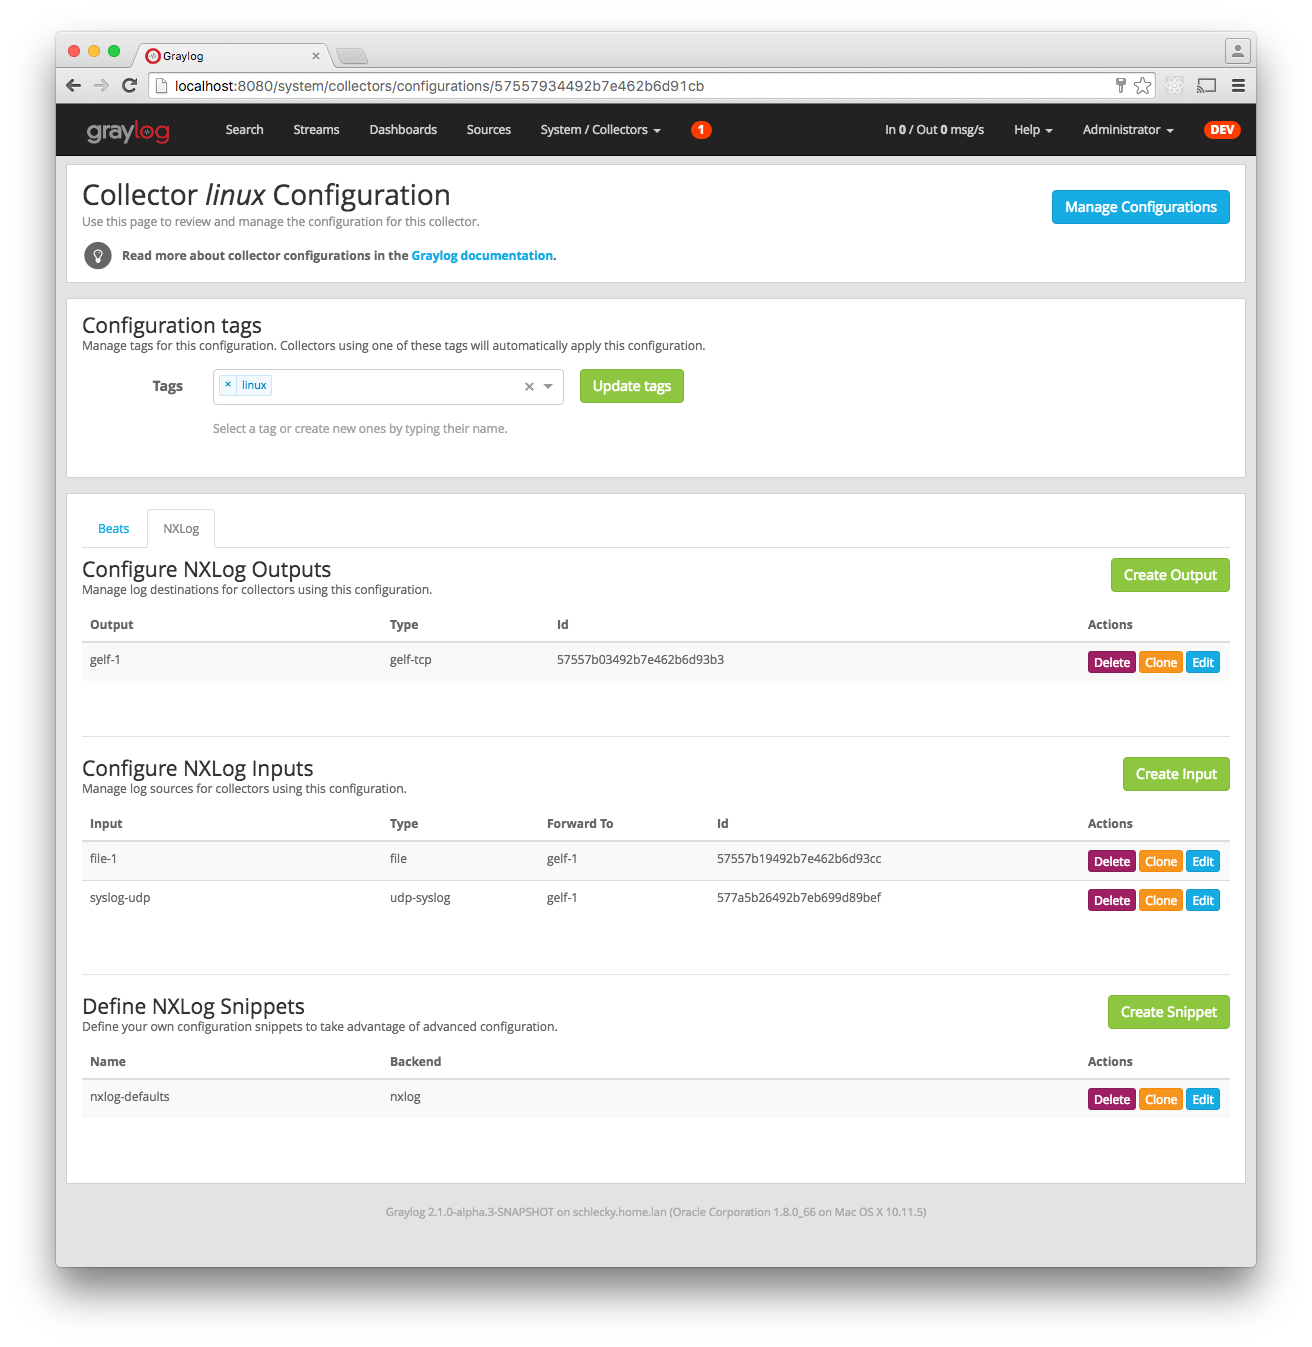 Graylog
localhost:8080/system/collectors/configurations/57557934492b7e462b6d91cb
graylog Search Streams Dashboards Sources System / Collectors 1 In 0 / Out 0 msg/s Help Administrator DEV
Collector linux Configuration
Manage Configurations
Use this page to review and manage the configuration for this collector.
Read more about collector configurations in the Graylog documentation.
Configuration tags
Manage tags for this configuration. Collectors using one of these tags will automatically apply this configuration.
Tags × linux × Update tags
Select a tag or create new ones by typing their name.
Beats NXLog
Configure NXLog Outputs
Create Output
Manage log destinations for collectors using this configuration.
Output Type Id Actions
gelf-1 gelf-tcp 57557b03492b7e462b6d93b3 Delete Clone Edit
Configure NXLog Inputs
Create Input
Manage log sources for collectors using this configuration.
Input Type Forward To Id Actions
file-1 file gelf-1 57557b19492b7e462b6d93cc Delete Clone Edit
syslog-udp udp-syslog gelf-1 577a5b26492b7eb699d89bef Delete Clone Edit
Define NXLog Snippets
Create Snippet
Define your own configuration snippets to take advantage of advanced configuration.
Name Backend Actions
nxlog-defaults nxlog Delete Clone Edit
Graylog 2.1.0-alpha.3-SNAPSHOT on schlecky.home.lan (Oracle Corporation 1.8.0_66 on Mac OS X 10.11.5)